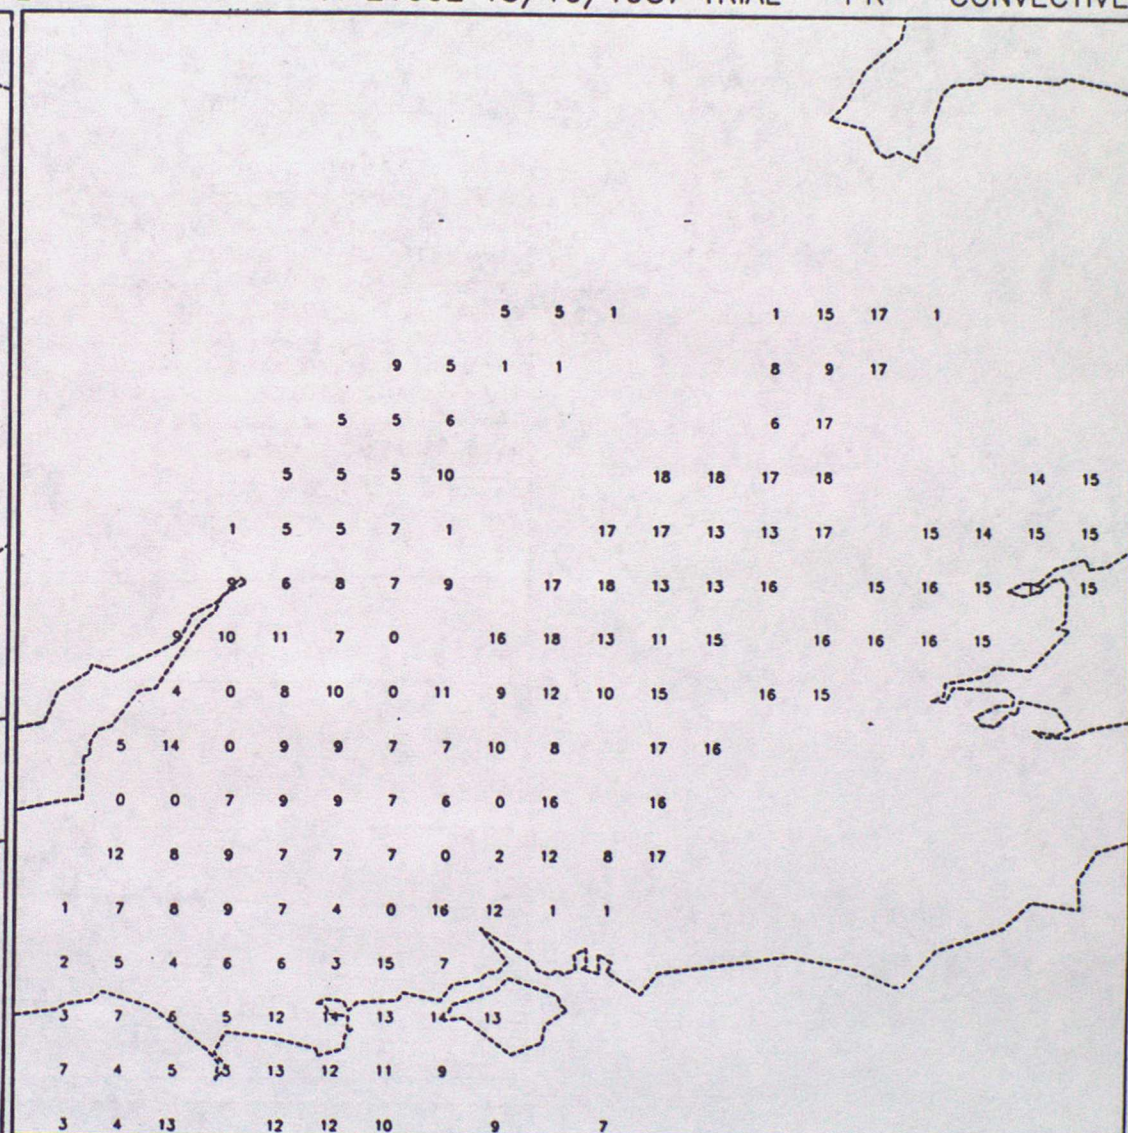 TRIAL CONVECTIVE
5 5 1 1 15 17 1
9 5 1 1 8 9 17
5 5 6 6 17
5 5 5 10 18 18 17 18 14 15
1 5 5 7 1 17 17 13 13 17 15 14 15 15
9 6 8 7 9 17 18 13 13 16 15 16 15 15
9 10 11 7 0 16 18 13 11 15 16 16 16 15
4 0 8 10 0 11 9 12 10 15 16 15
5 14 0 9 9 7 7 10 8 17 16
0 0 7 9 9 7 6 0 16 16
12 8 9 7 7 7 0 2 12 8 17
1 7 8 9 7 4 0 16 12 1 1
2 5 4 6 6 3 15 7
3 7 6 5 12 14 13 14 13
7 4 5 13 12 11 9
3 4 13 12 12 10 9 7